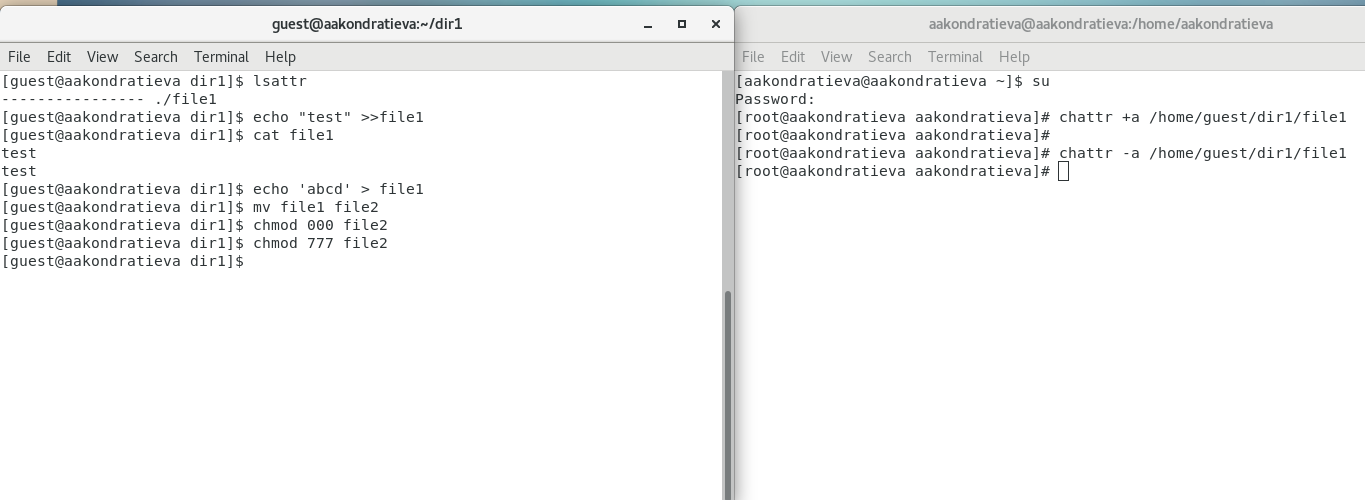 guest@aakondratieva:~/dir1
File Edit View Search Terminal Help
[guest@aakondratieva dir1]$ lsattr
---------------- ./file1
[guest@aakondratieva dir1]$ echo "test" >>file1
[guest@aakondratieva dir1]$ cat file1
test
test
[guest@aakondratieva dir1]$ echo 'abcd' > file1
[guest@aakondratieva dir1]$ mv file1 file2
[guest@aakondratieva dir1]$ chmod 000 file2
[guest@aakondratieva dir1]$ chmod 777 file2
[guest@aakondratieva dir1]$
aakondratieva@aakondratieva:/home/aakondratieva
File Edit View Search Terminal Help
[aakondratieva@aakondratieva ~]$ su
Password:
[root@aakondratieva aakondratieva]# chattr +a /home/guest/dir1/file1
[root@aakondratieva aakondratieva]#
[root@aakondratieva aakondratieva]# chattr -a /home/guest/dir1/file1
[root@aakondratieva aakondratieva]#